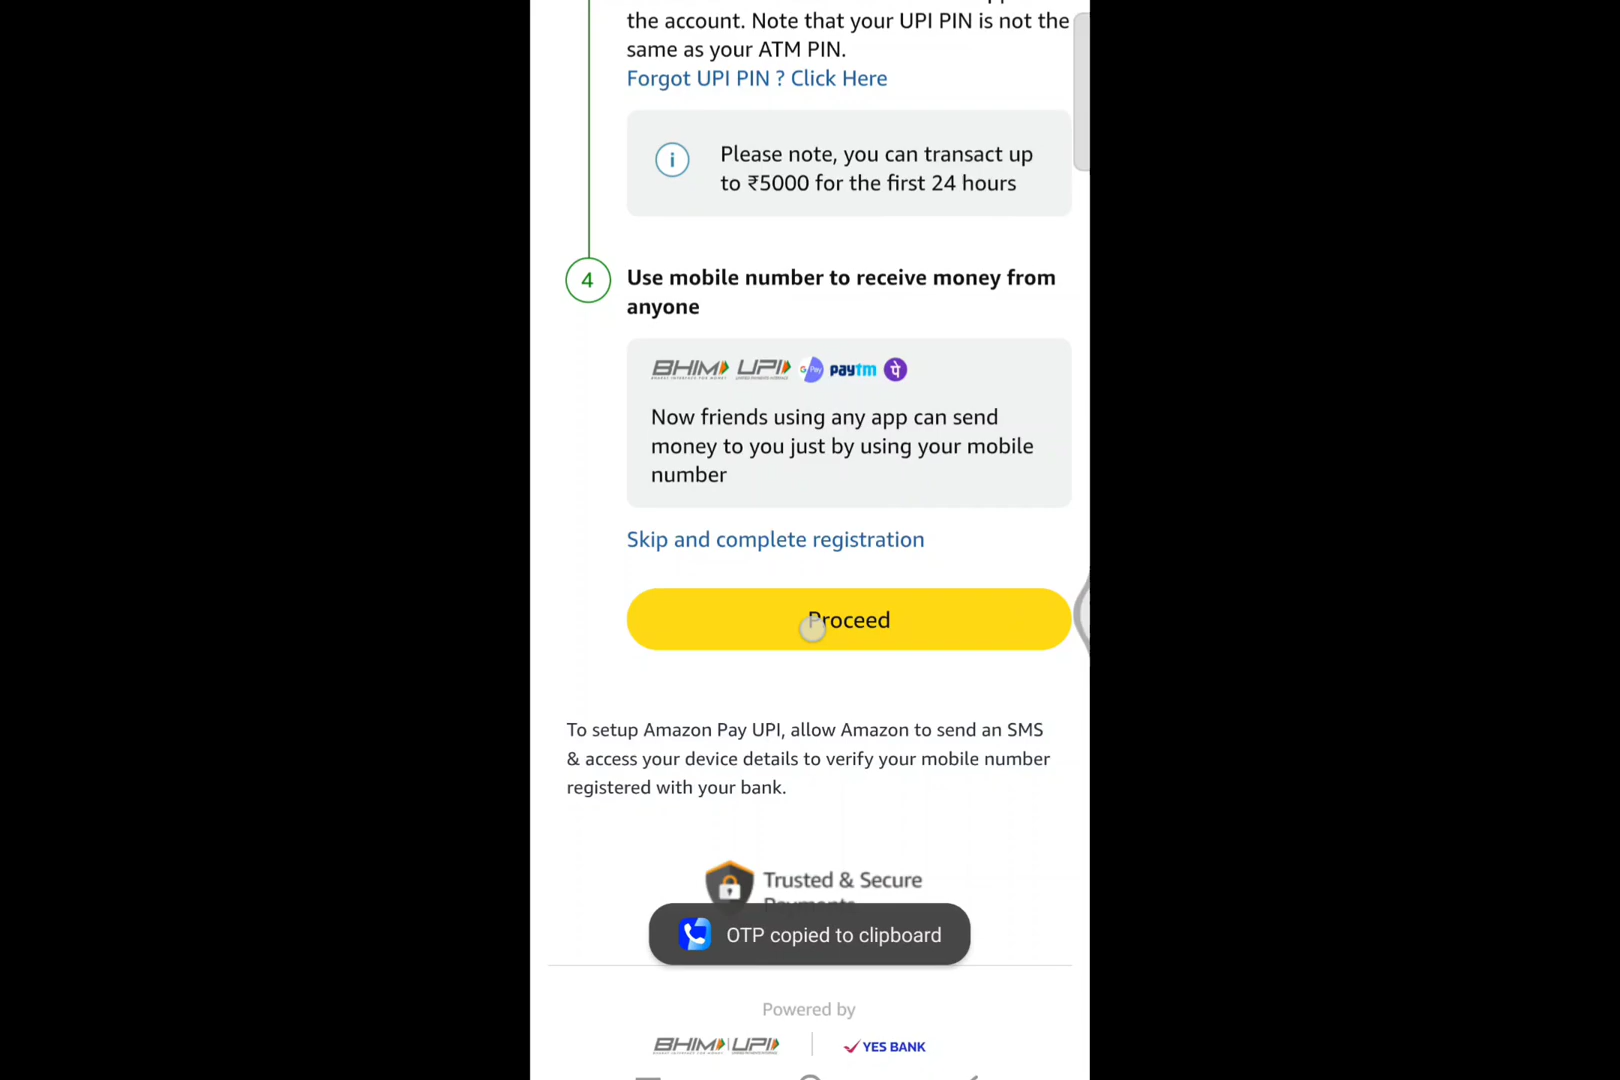 the account. Note that your UPI PIN is not the
same as your ATM PIN.
Forgot UPI PIN ? Click Here
i
Please note, you can transact up
to ₹5000 for the first 24 hours
4
Use mobile number to receive money from
anyone
BHIM UPI G Pay paytm पे
Now friends using any app can send
money to you just by using your mobile
number
Skip and complete registration
Proceed
To setup Amazon Pay UPI, allow Amazon to send an SMS
& access your device details to verify your mobile number
registered with your bank.
Trusted & Secure
Payments
OTP copied to clipboard
Powered by
BHIM UPI YES BANK